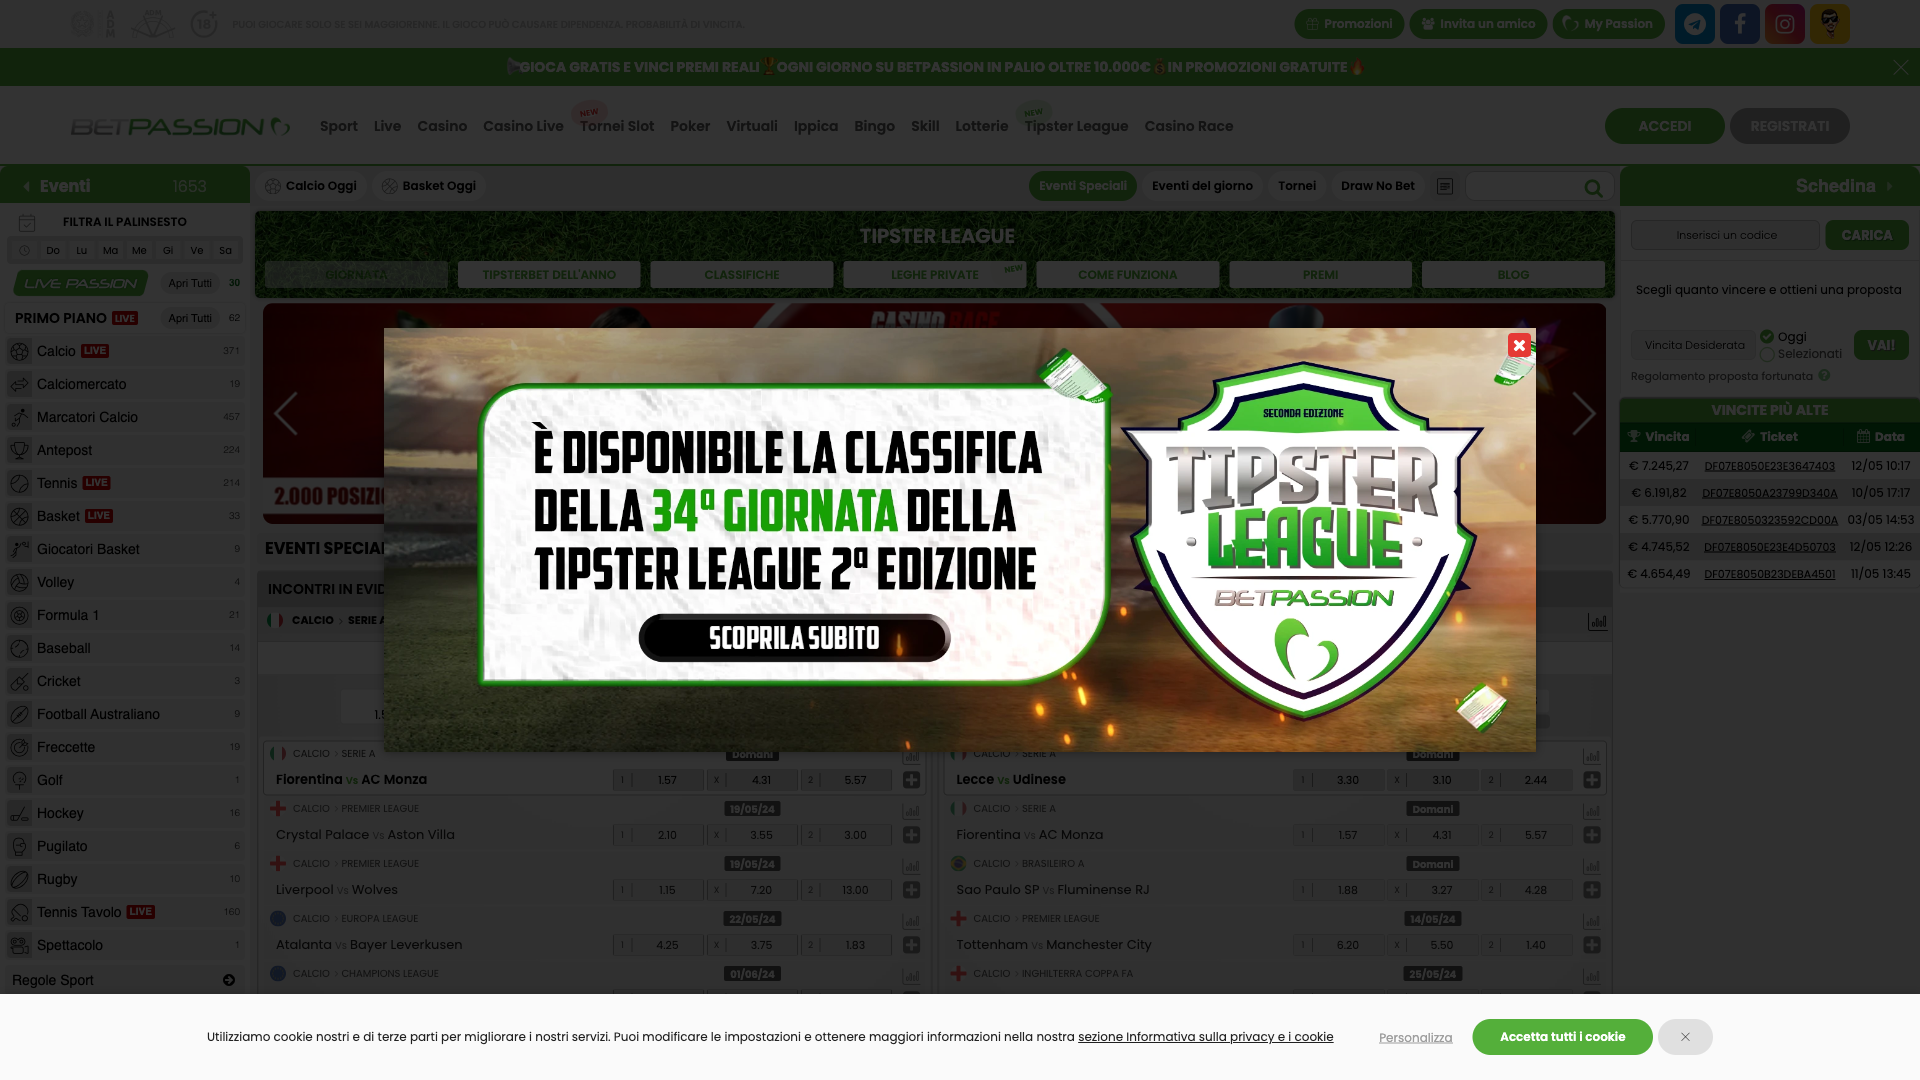 PUOI GIOCARE SOLO SE SEI MAGGIORENNE. IL GIOCO PUÒ CAUSARE DIPENDENZA. PROBABILITÀ DI VINCITA.
Promozioni Invita un amico My Passion
GIOCA GRATIS E VINCI PREMI REALI OGNI GIORNO SU BETPASSION IN PALIO OLTRE 10.000€ IN PROMOZIONI GRATUITE
BETPASSION Sport Live Casino Casino Live Tornei Slot NEW Poker Virtuali Ippica Bingo Skill Lotterie Tipster League NEW Casino Race ACCEDI REGISTRATI
Eventi 1653
Calcio Oggi Basket Oggi Eventi Speciali Eventi del giorno Tornei Draw No Bet
Schedina
FILTRA IL PALINSESTO
Do Lu Ma Me Gi Ve Sa
LIVE PASSION Apri Tutti 30
PRIMO PIANO LIVE Apri Tutti 62
Calcio LIVE 371
Calciomercato 19
Marcatori Calcio 457
Antepost 224
Tennis LIVE 214
Basket LIVE 33
Giocatori Basket 9
Volley 4
Formula 1 21
Baseball 14
Cricket 3
Football Australiano 9
Freccette 19
Golf 1
Hockey 16
Pugilato 6
Rugby 10
Tennis Tavolo LIVE 160
Spettacolo 1
Regole Sport
TIPSTER LEAGUE
GIORNATA TIPSTERBET DELL'ANNO CLASSIFICHE LEGHE PRIVATE NEW COME FUNZIONA PREMI BLOG
CASINO RACE
2.000 POSIZIO
È DISPONIBILE LA CLASSIFICA
DELLA 34ª GIORNATA DELLA
TIPSTER LEAGUE 2ª EDIZIONE
SCOPRILA SUBITO
SECONDA EDIZIONE
TIPSTER
LEAGUE
BETPASSION
EVENTI SPECIAL
INCONTRI IN EVID
CALCIO > SERIE A
CALCIO > SERIE A Domani
Fiorentina Vs AC Monza 1 1.57 X 4.31 2 5.57
CALCIO > PREMIER LEAGUE 19/05/24
Crystal Palace Vs Aston Villa 1 2.10 X 3.55 2 3.00
CALCIO > PREMIER LEAGUE 19/05/24
Liverpool Vs Wolves 1 1.15 X 7.20 2 13.00
CALCIO > EUROPA LEAGUE 22/05/24
Atalanta Vs Bayer Leverkusen 1 4.25 X 3.75 2 1.83
CALCIO > CHAMPIONS LEAGUE 01/06/24
CALCIO > SERIE A Domani
Lecce Vs Udinese 1 3.30 X 3.10 2 2.44
CALCIO > SERIE A Domani
Fiorentina Vs AC Monza 1 1.57 X 4.31 2 5.57
CALCIO > BRASILEIRO A Domani
Sao Paulo SP Vs Fluminense RJ 1 1.88 X 3.27 2 4.28
CALCIO > PREMIER LEAGUE 14/05/24
Tottenham Vs Manchester City 1 6.20 X 5.50 2 1.40
CALCIO > INGHILTERRA COPPA FA 25/05/24
Inserisci un codice CARICA
Scegli quanto vincere e ottieni una proposta
Vincita Desiderata Oggi Selezionati VAI!
Regolamento proposta fortunata
VINCITE PIÙ ALTE
Vincita Ticket Data
€ 7.245,27 DF07E8050E23E3647403 12/05 10:17
€ 6.191,82 DF07E8050A23799D340A 10/05 17:17
€ 5.770,90 DF07E8050323592CD00A 03/05 14:53
€ 4.745,52 DF07E8050E23E4D50703 12/05 12:26
€ 4.654,49 DF07E8050B23DEBA4501 11/05 13:45
Utilizziamo cookie nostri e di terze parti per migliorare i nostri servizi. Puoi modificare le impostazioni e ottenere maggiori informazioni nella nostra sezione Informativa sulla privacy e i cookie Personalizza Accetta tutti i cookie